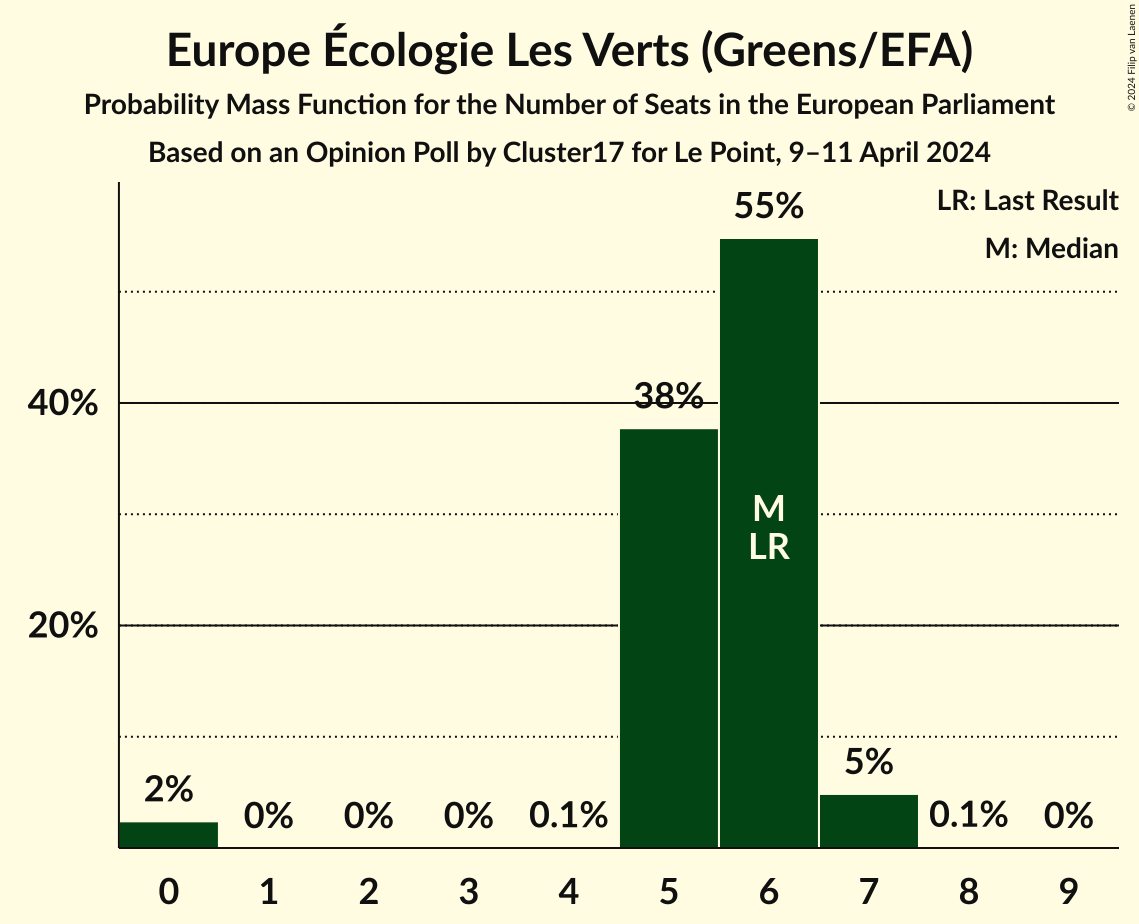 Europe Écologie Les Verts (Greens/EFA)
Probability Mass Function for the Number of Seats in the European Parliament
Based on an Opinion Poll by Cluster17 for Le Point, 9–11 April 2024
© 2024 Filip van Laenen
LR: Last Result
M: Median
55%
38%
40%
M
LR
20%
5%
2%
0%
0%
0%
0.1%
0.1%
0%
0 1 2 3 4 5 6 7 8 9